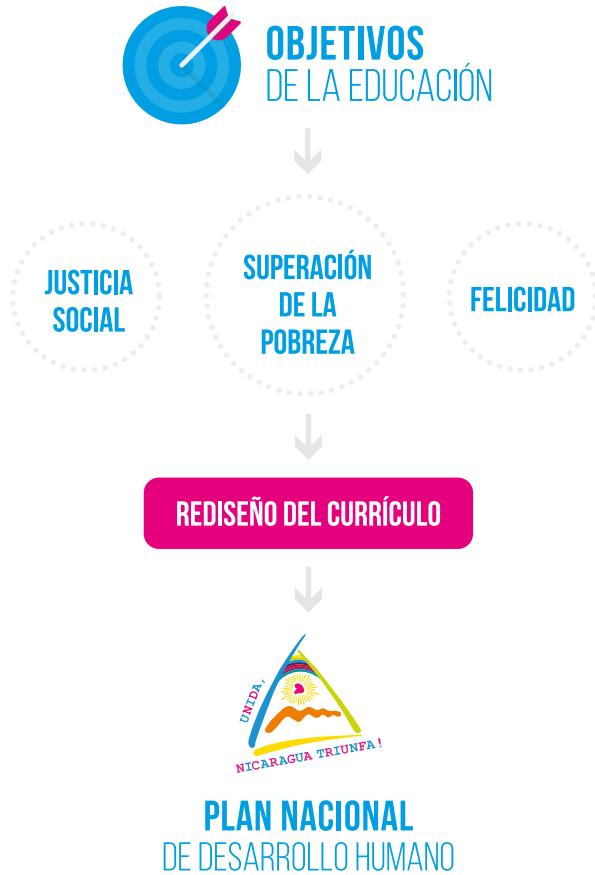 OBJETIVOS
DE LA EDUCACIÓN
JUSTICIA
SOCIAL
SUPERACIÓN
DE LA
POBREZA
FELICIDAD
REDISEÑO DEL CURRÍCULO
UNIDA,
NICARAGUA TRIUNFA!
PLAN NACIONAL
DE DESARROLLO HUMANO